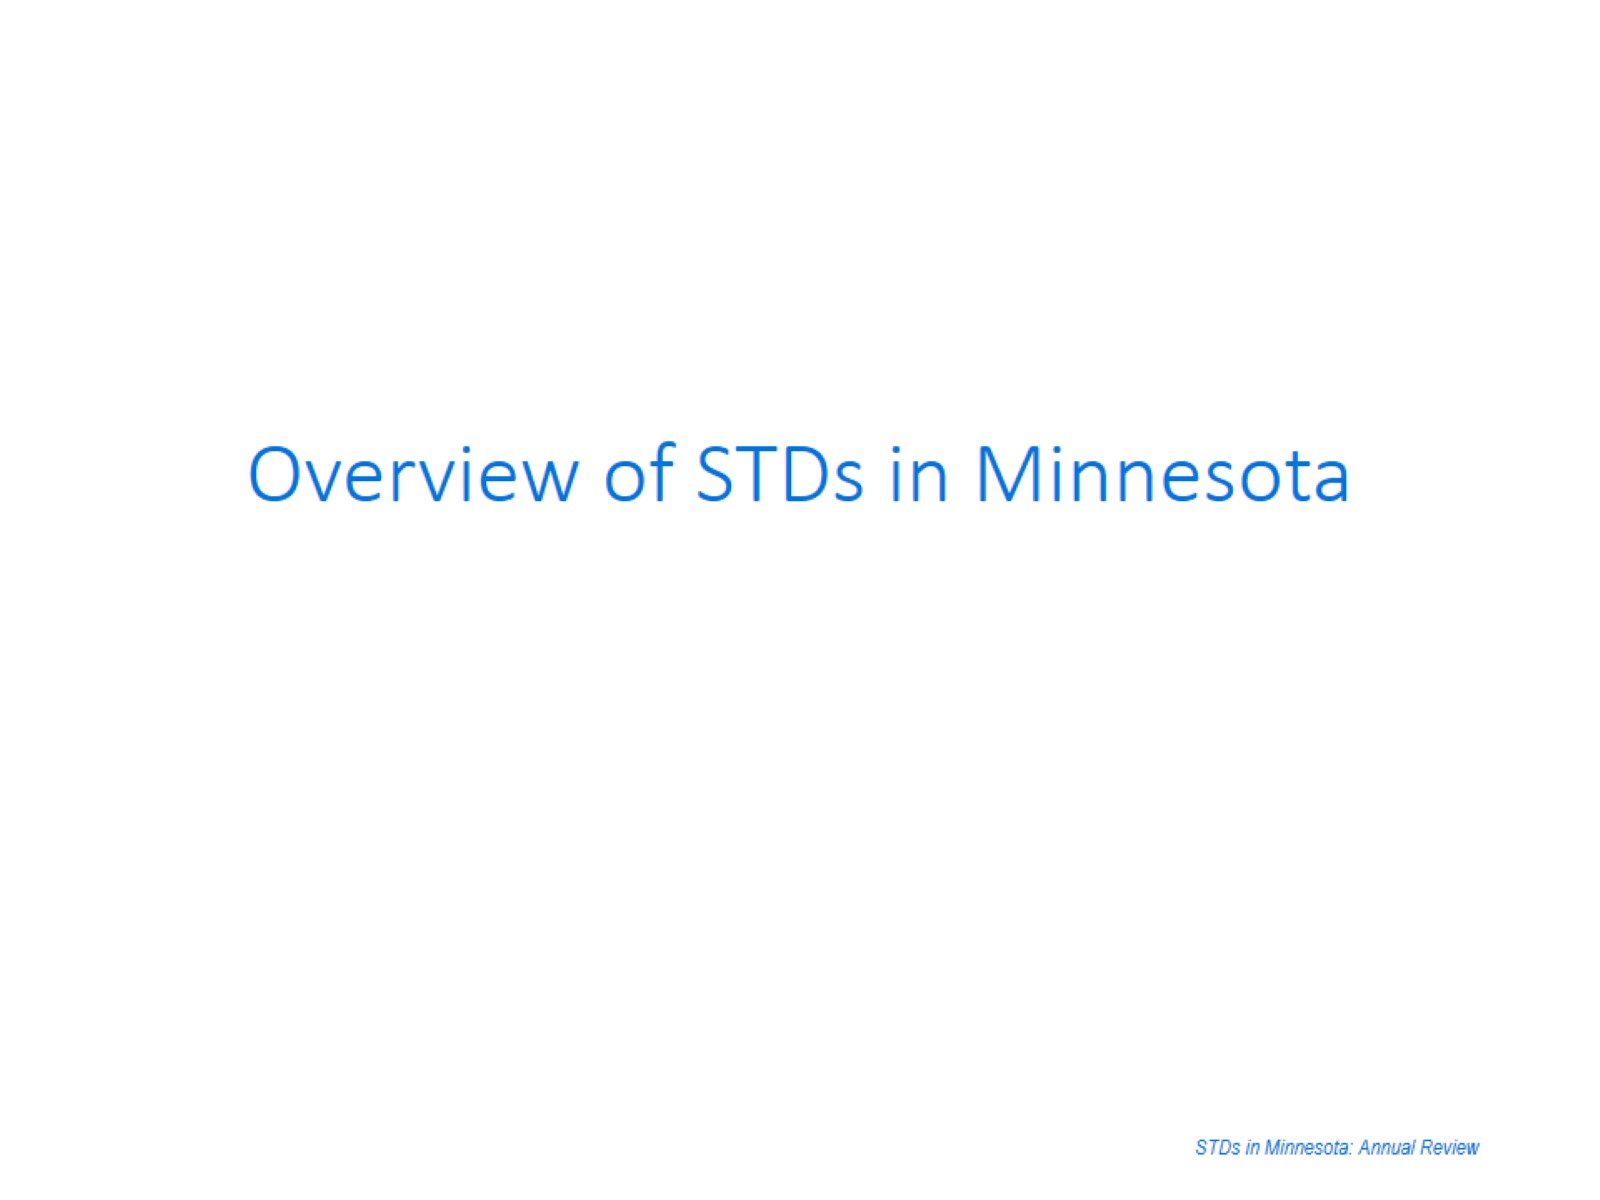 Overview of STDs in Minnesota
STDs in Minnesota: Annual Review